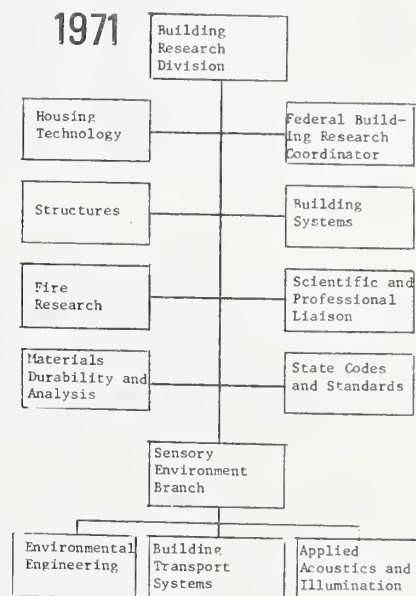 1971
Building
Research
Division
Housing
Technology
Federal Build-
ing Research
Coordinator
Structures
Building
Systems
Fire
Research
Scientific and
Professional
Liaison
Materials
Durability and
Analysis
State Codes
and Standards
Sensory
Environment
Branch
Environmental
Engineering
Building
Transport
Systems
Applied
Acoustics and
Illumination